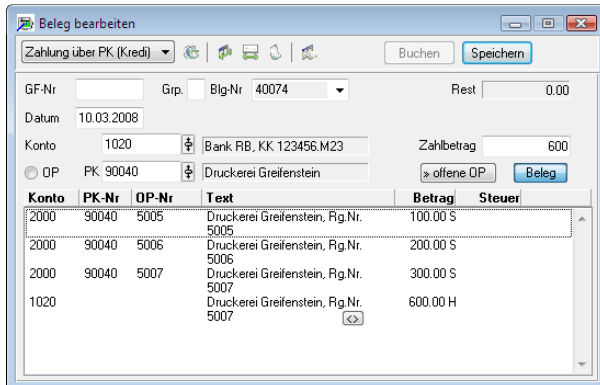 Beleg bearbeiten
Zahlung über PK (Kredi) Buchen Speichern
GF-Nr Grp. Blg-Nr 40074 Rest 0.00
Datum 10.03.2008
Konto 1020 Bank RB, KK 123456.M23 Zahlbetrag 600
OP PK 90040 Druckerei Greifenstein » offene OP Beleg
Konto PK-Nr OP-Nr Text Betrag Steuer
2000 90040 5005 Druckerei Greifenstein, Rg.Nr. 100.00 S
5005
2000 90040 5006 Druckerei Greifenstein, Rg.Nr. 200.00 S
5006
2000 90040 5007 Druckerei Greifenstein, Rg.Nr. 300.00 S
5007
1020 Druckerei Greifenstein, Rg.Nr. 600.00 H
5007 <>